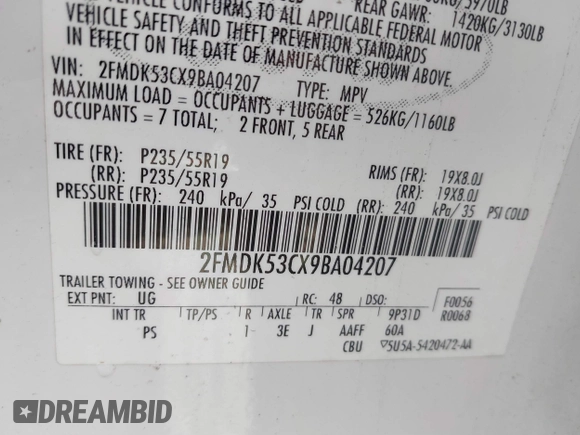 REAR GAWR: 1420KG/3130LB
VEHICLE CONFORMS TO ALL APPLICABLE FEDERAL MOTOR
VEHICLE SAFETY AND THEFT PREVENTION STANDARDS
IN EFFECT ON THE DATE OF MANUFACTURE SHOWN ABOVE.
VIN: 2FMDK53CX9BA04207 TYPE: MPV
MAXIMUM LOAD = OCCUPANTS + LUGGAGE = 526KG/1160LB
OCCUPANTS = 7 TOTAL; 2 FRONT, 5 REAR
TIRE (FR): P235/55R19 RIMS (FR): 19X8.0J
(RR): P235/55R19 (RR): 19X8.0J
PRESSURE (FR): 240 kPa/ 35 PSI COLD (RR): 240 kPa/ 35 PSI COLD
2FMDK53CX9BA04207
TRAILER TOWING - SEE OWNER GUIDE
EXT PNT: UG RC: 48 DSO: F0056
INT TR TP/PS R AXLE TR SPR 9P31D R0068
PS 1 3E J AAFF 60A
CBU ▽5U5A-5420472-AA
DREAMBID